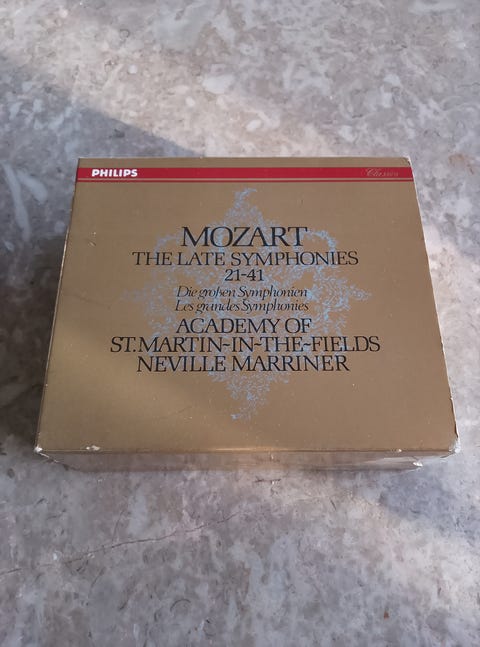 PHILIPS
Classics
MOZART
THE LATE SYMPHONIES
21-41
Die großen Symphonien
Les grandes Symphonies
ACADEMY OF
ST.MARTIN-IN-THE-FIELDS
NEVILLE MARRINER